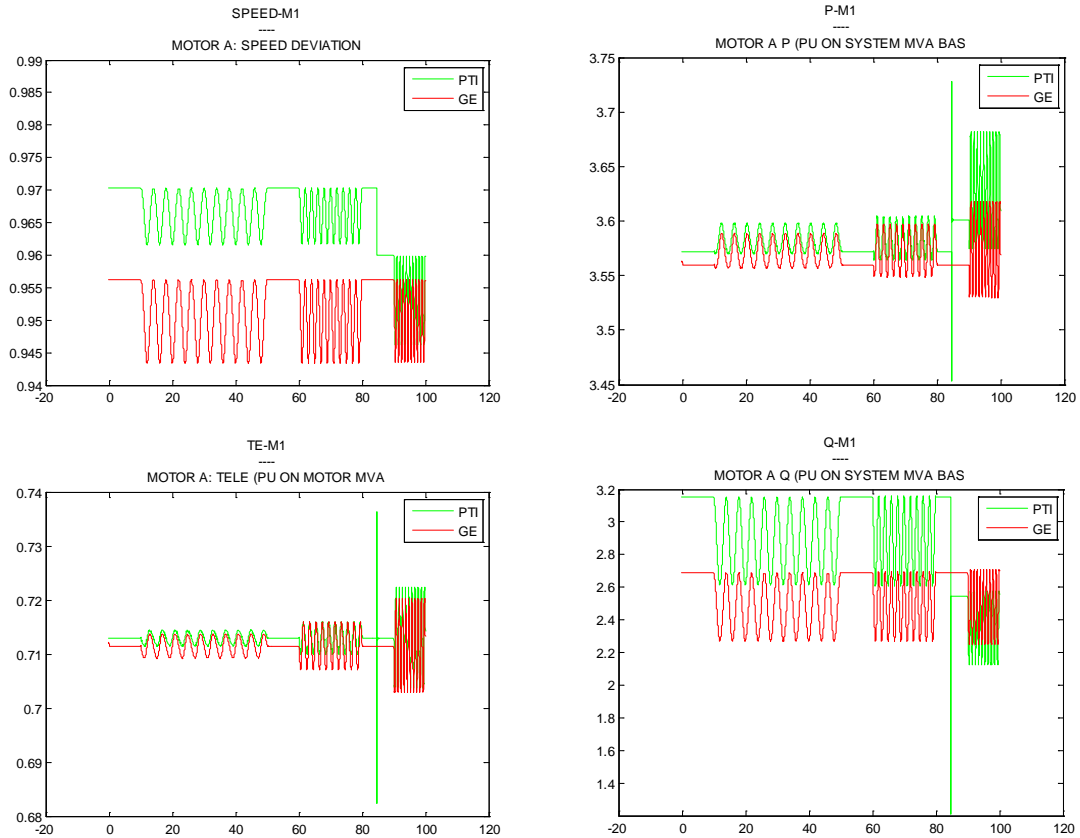 SPEED-M1
----
MOTOR A: SPEED DEVIATION
0.99
0.985
0.98
0.975
0.97
0.965
0.96
0.955
0.95
0.945
0.94
-20 0 20 40 60 80 100 120
PTI
GE
P-M1
----
MOTOR A P (PU ON SYSTEM MVA BAS
3.75
3.7
3.65
3.6
3.55
3.5
3.45
-20 0 20 40 60 80 100 120
PTI
GE
TE-M1
----
MOTOR A: TELE (PU ON MOTOR MVA
0.74
0.73
0.72
0.71
0.7
0.69
0.68
-20 0 20 40 60 80 100 120
PTI
GE
Q-M1
----
MOTOR A Q (PU ON SYSTEM MVA BAS
3.2
3
2.8
2.6
2.4
2.2
2
1.8
1.6
1.4
-20 0 20 40 60 80 100 120
PTI
GE